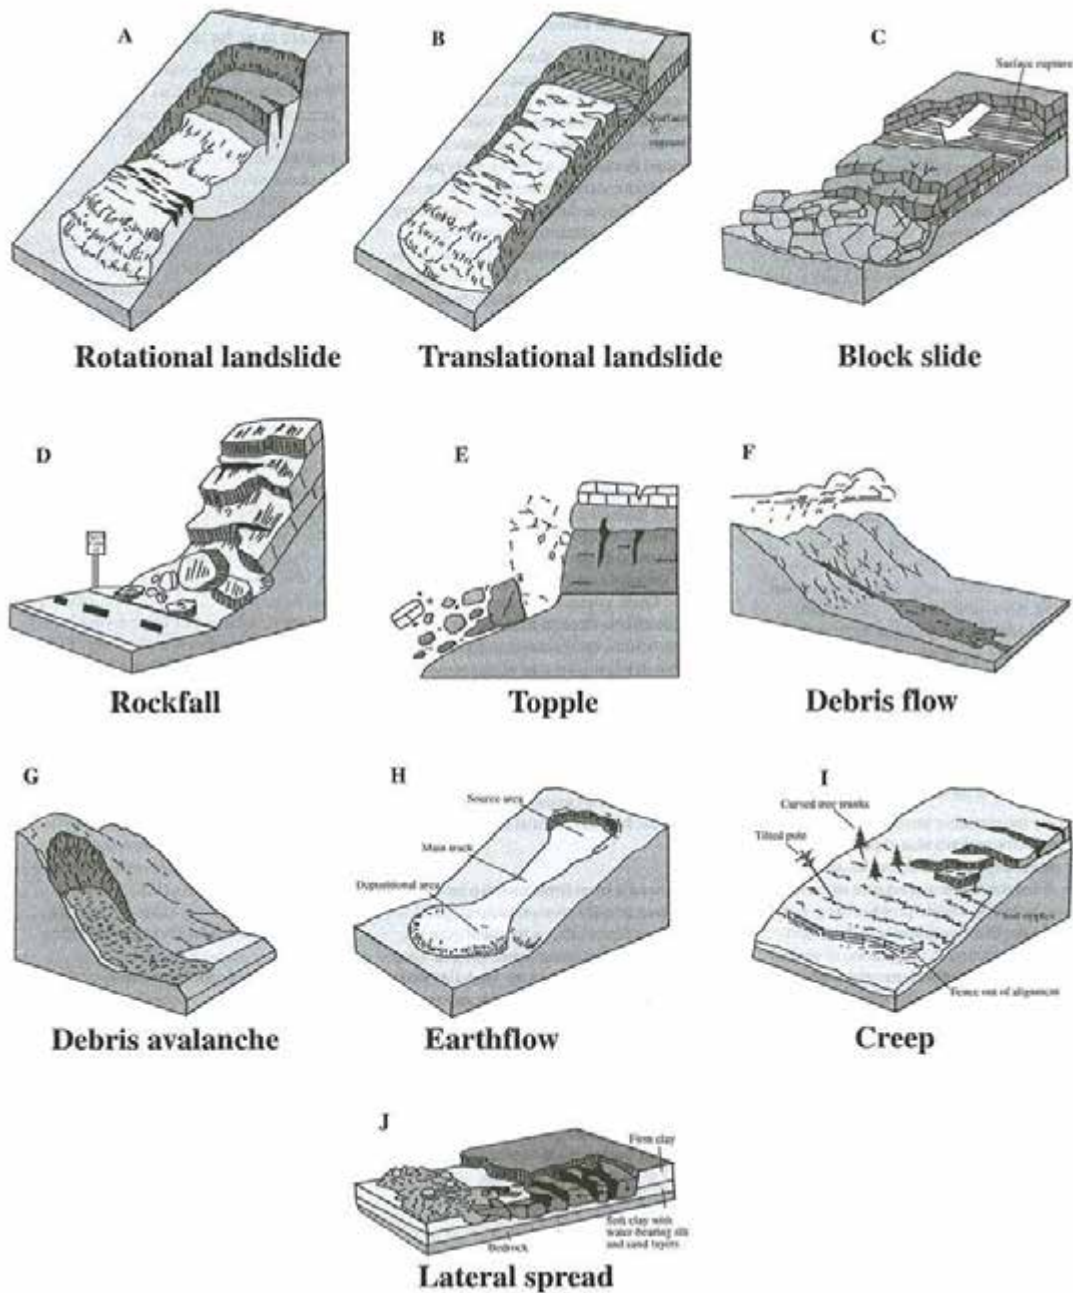 A
B
C
Surface rupture
Surface
rupture
Rotational landslide
Translational landslide
Block slide
D
E
F
Rockfall
Topple
Debris flow
G
H
I
Source area
Main track
Depositional area
Curved tree trunks
Tilted pole
Soil ripples
Fence out of alignment
Debris avalanche
Earthflow
Creep
J
Firm clay
Soft clay with
water-bearing silt
and sand layers
Bedrock
Lateral spread